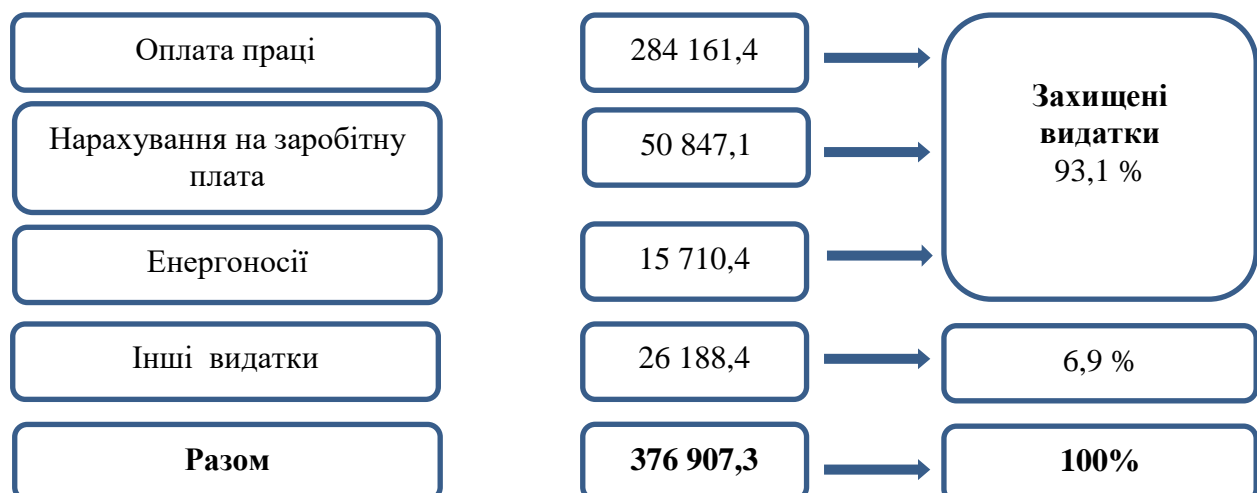 Оплата праці
284 161,4
Захищені
видатки
93,1 %
Нарахування на заробітну
плата
50 847,1
Енергоносії
15 710,4
Інші видатки
26 188,4
6,9 %
Разом
376 907,3
100%